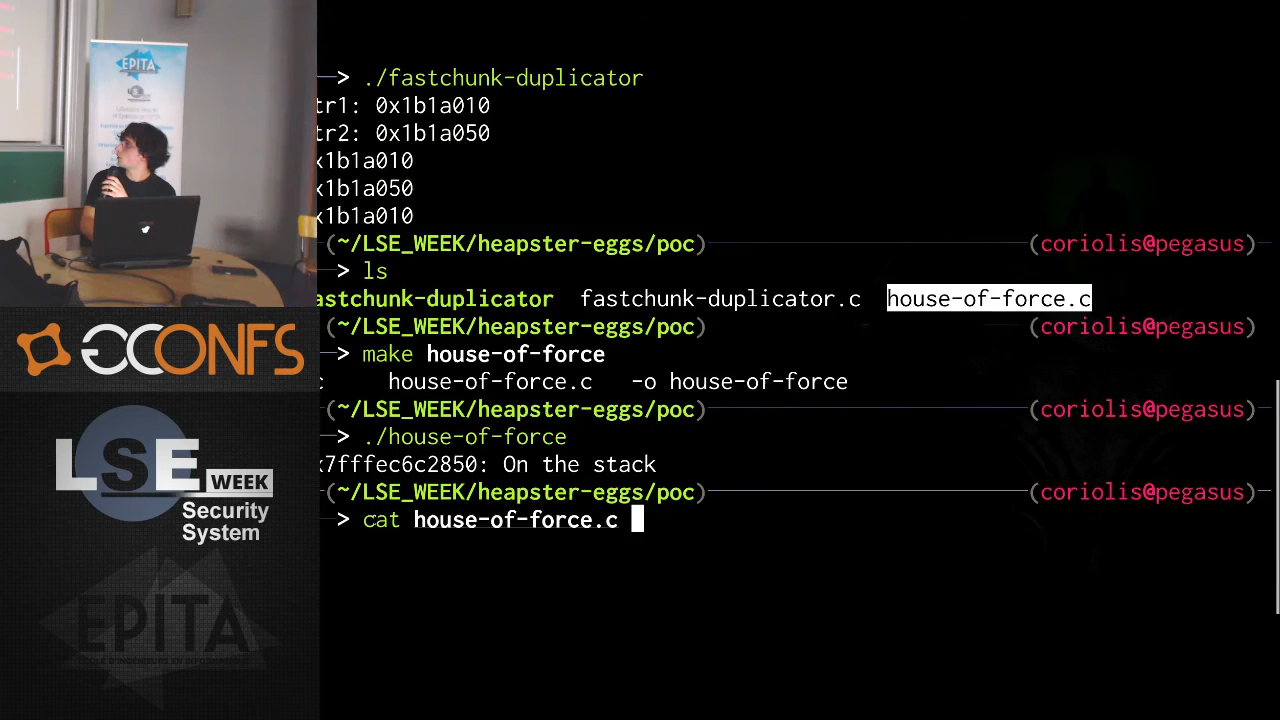 > ./fastchunk-duplicator
tr1: 0x1b1a010
tr2: 0x1b1a050
x1b1a010
x1b1a050
x1b1a010
(~/LSE_WEEK/heapster-eggs/poc) (coriolis@pegasus)
> ls
astchunk-duplicator fastchunk-duplicator.c house-of-force.c
(~/LSE_WEEK/heapster-eggs/poc) (coriolis@pegasus)
> make house-of-force
c house-of-force.c -o house-of-force
(~/LSE_WEEK/heapster-eggs/poc) (coriolis@pegasus)
> ./house-of-force
x7fffec6c2850: On the stack
(~/LSE_WEEK/heapster-eggs/poc) (coriolis@pegasus)
> cat house-of-force.c
EPITA
GCONFS
LSE WEEK
Security
System
EPITA